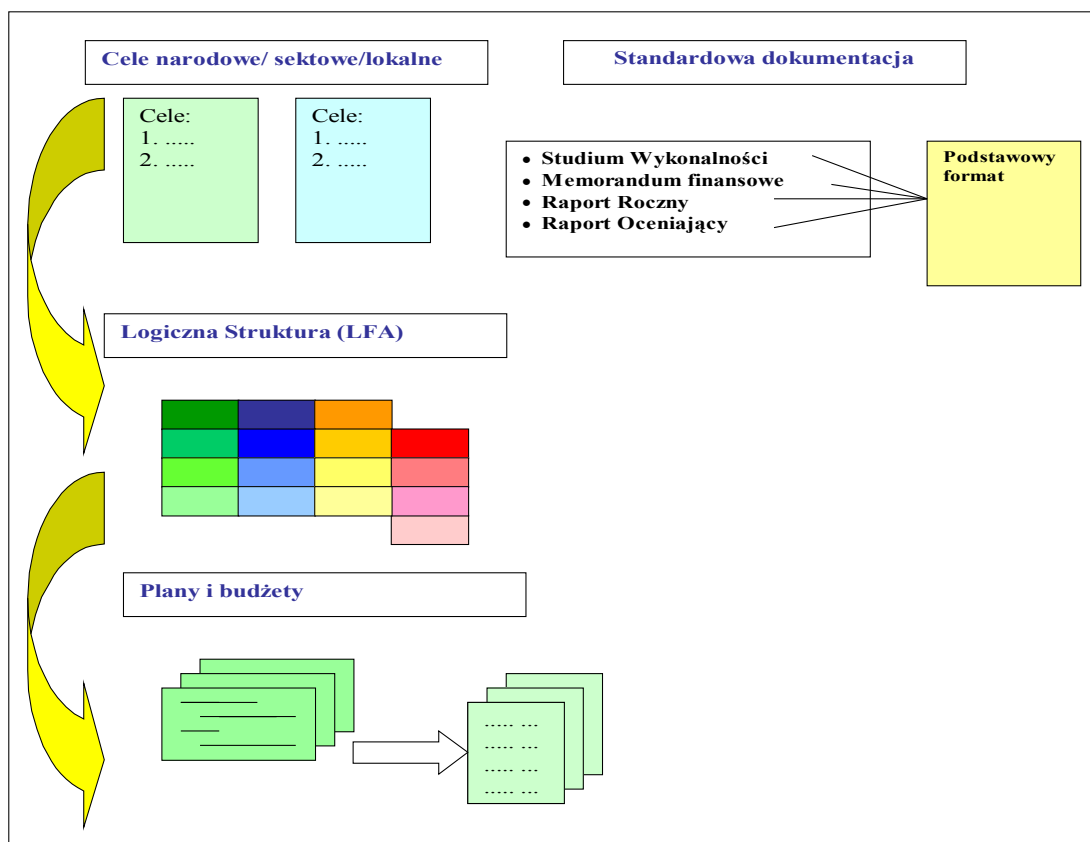 Cele narodowe/ sektowe/lokalne
Standardowa dokumentacja
Cele:
1. .....
2. .....
Cele:
1. .....
2. .....
• Studium Wykonalności
• Memorandum finansowe
• Raport Roczny
• Raport Oceniający
Podstawowy
format
Logiczna Struktura (LFA)
Plany i budżety
..... ...
..... ...
..... ...
..... ...